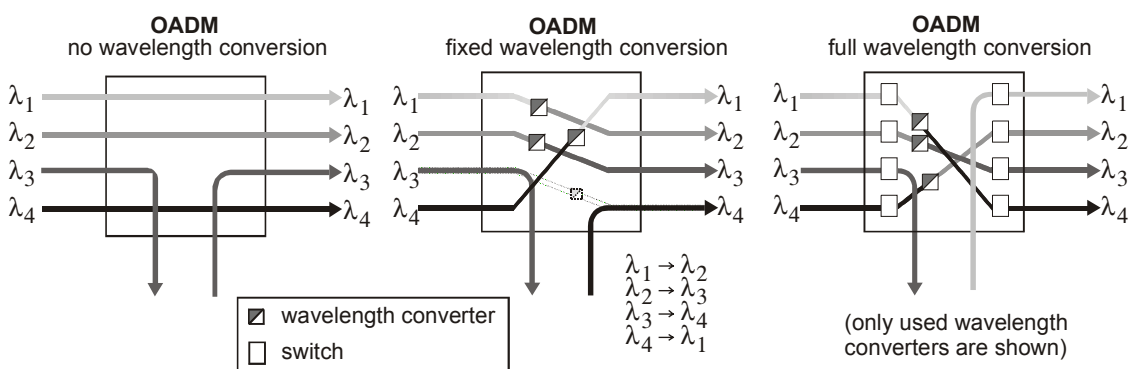 OADM
no wavelength conversion
λ1
λ2
λ3
λ4
λ1
λ2
λ3
λ4
OADM
fixed wavelength conversion
λ1
λ2
λ3
λ4
λ1
λ2
λ3
λ4
λ1 → λ2
λ2 → λ3
λ3 → λ4
λ4 → λ1
OADM
full wavelength conversion
λ1
λ2
λ3
λ4
λ1
λ2
λ3
λ4
(only used wavelength
converters are shown)
wavelength converter
switch